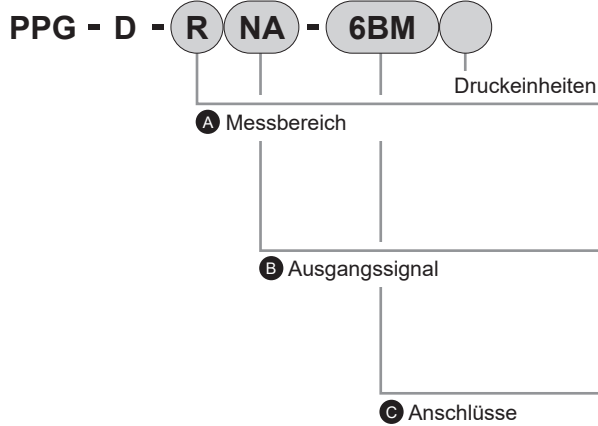 PPG - D - R NA - 6BM
Druckeinheiten
A Messbereich
B Ausgangssignal
C Anschlüsse